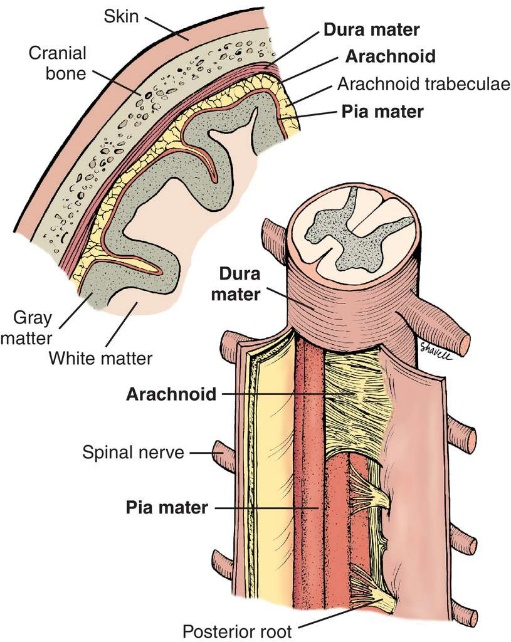 Skin
Dura mater
Cranial
bone
Arachnoid
Arachnoid trabeculae
Pia mater
Dura
mater
Gray
matter
White matter
Shavell
Arachnoid
Spinal nerve
Pia mater
Posterior root